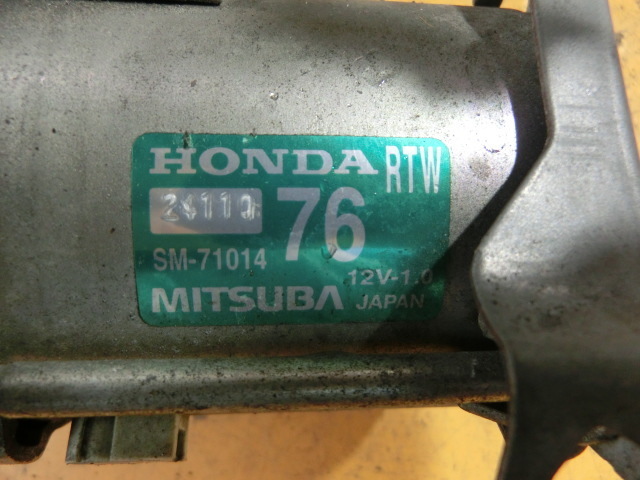 HONDA RTW
76
SM-71014
12V-1.0
MITSUBA JAPAN